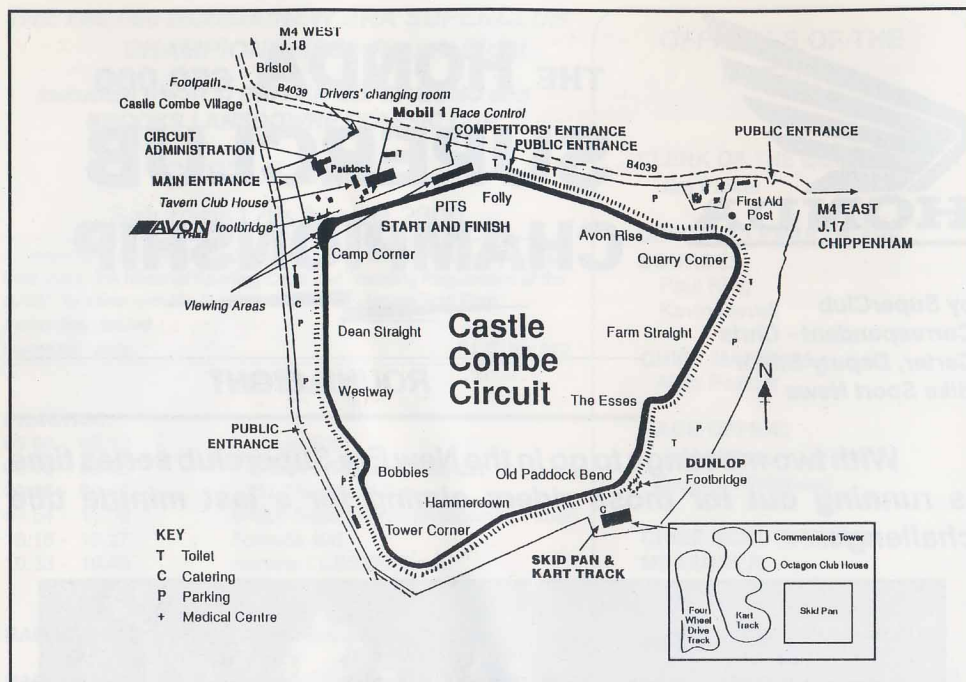 M4 WEST
J.18
Bristol
Footpath
B4039
Drivers' changing room
Castle Combe Village
Mobil 1 Race Control
CIRCUIT
ADMINISTRATION
COMPETITORS' ENTRANCE
PUBLIC ENTRANCE
PUBLIC ENTRANCE
B4039
MAIN ENTRANCE
Paddock
T
T
T
T
Tavern Club House
P
First Aid
Post
C
M4 EAST
J.17
CHIPPENHAM
AVON
TYRES
footbridge
PITS
Folly
START AND FINISH
Avon Rise
Camp Corner
Quarry Corner
T
Viewing Areas
C
P
Dean Straight
Castle
Combe
Circuit
Farm Straight
P
N
P
Westway
The Esses
PUBLIC
ENTRANCE
P
T
Bobbies
Old Paddock Bend
DUNLOP
Footbridge
P
Hammerdown
Tower Corner
KEY
T Toilet
C Catering
P Parking
+ Medical Centre
SKID PAN &
KART TRACK
Commentators Tower
Octagon Club House
Four
Wheel
Drive
Track
Kart
Track
Skid Pan